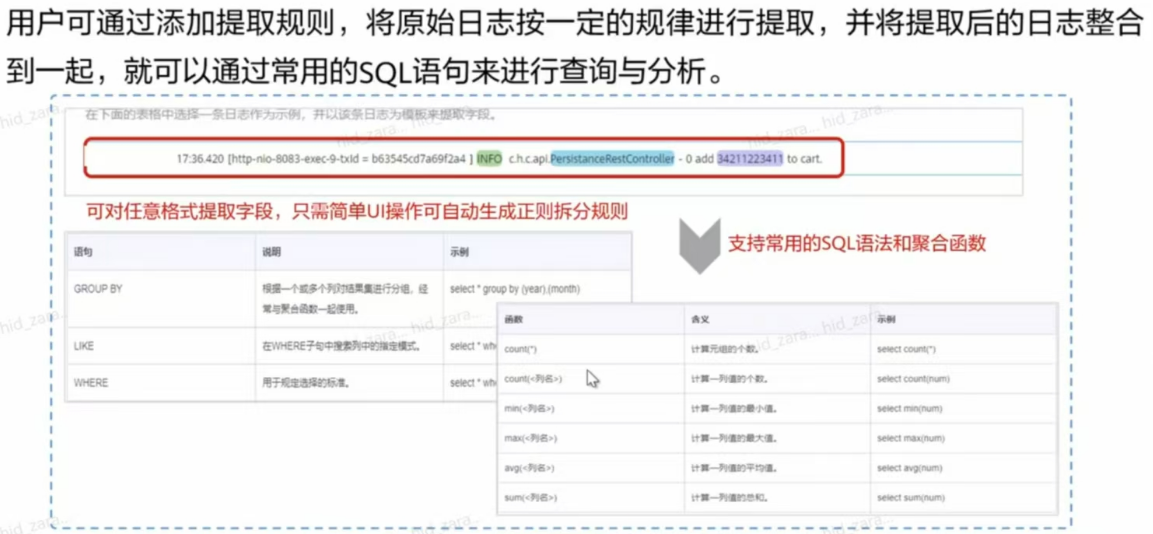 用户可通过添加提取规则，将原始日志按一定的规律进行提取，并将提取后的日志整合
到一起，就可以通过常用的SQL语句来进行查询与分析。
在下面的表格中选择一条日志作为示例，并以该条日志为模板来提取字段。
17:36.420 [http-nio-8083-exec-9-txId = b63545cd7a69f2a4 ] INFO c.h.c.api.PersistanceRestController - 0 add 34211223411 to cart.
可对任意格式提取字段，只需简单UI操作可自动生成正则拆分规则
支持常用的SQL语法和聚合函数
语句 说明 示例
GROUP BY 根据一个或多个列对结果集进行分组，经 select * group by (year),(month)
常与聚合函数一起使用。
LIKE 在WHERE子句中搜索列中的指定模式。 select * whe
WHERE 用于规定选择的标准。 select * whe
函数 含义 示例
count(*) 计算元组的个数。 select count(*)
count(<列名>) 计算一列值的个数。 select count(num)
min(<列名>) 计算一列值的最小值。 select min(num)
max(<列名>) 计算一列值的最大值。 select max(num)
avg(<列名>) 计算一列值的平均值。 select avg(num)
sum(<列名>) 计算一列值的总和。 select sum(num)
hid_zara...
hid_zara...
hid_zara...
hid_zara...
hid_zara...
hid_zara...
hid_zara...
hid_zara...